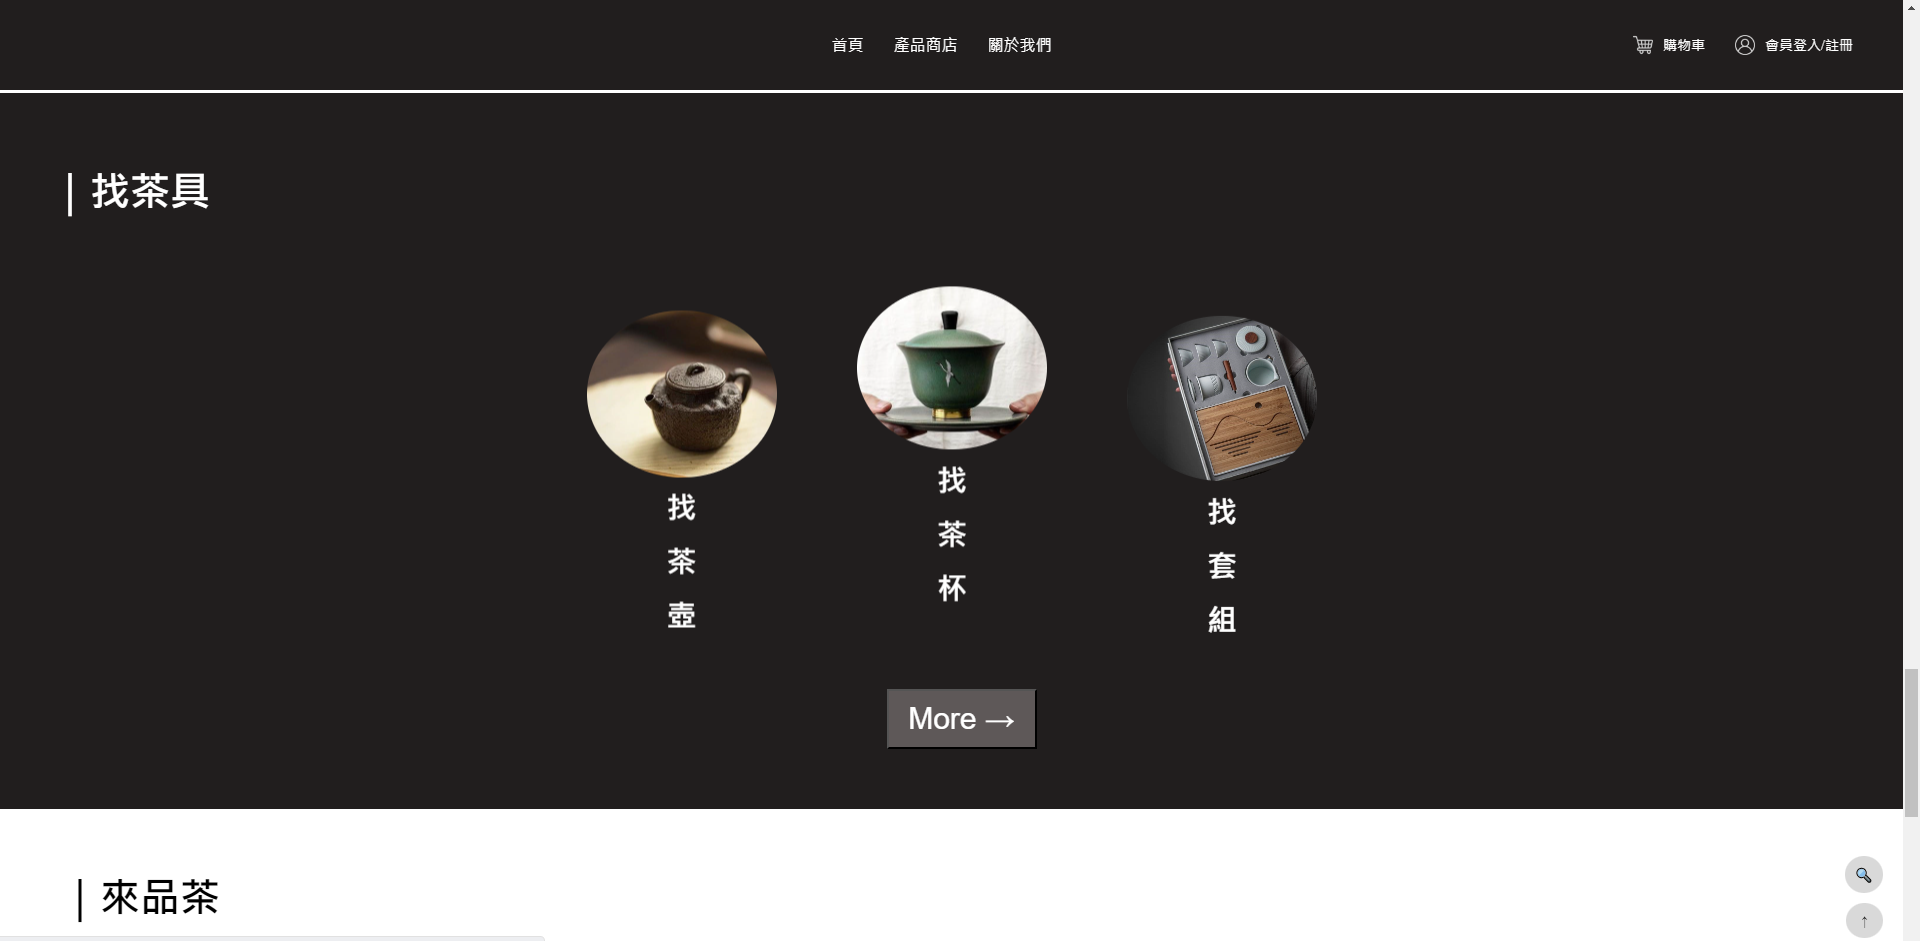 首頁
產品商店
關於我們
購物車
會員登入/註冊
| 找茶具
找茶壺
找茶杯
找套組
More →
| 來品茶
↑